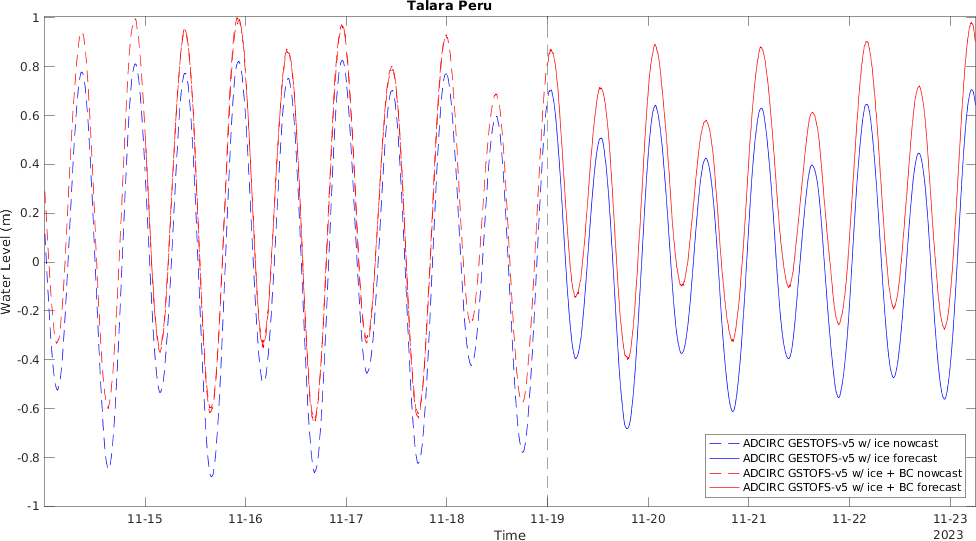 Talara Peru
1
0.8
0.6
0.4
0.2
0
-0.2
-0.4
-0.6
-0.8
-1
Water Level (m)
ADCIRC GESTOFS-v5 w/ ice nowcast
ADCIRC GESTOFS-v5 w/ ice forecast
ADCIRC GSTOFS-v5 w/ ice + BC nowcast
ADCIRC GSTOFS-v5 w/ ice + BC forecast
11-15 11-16 11-17 11-18 11-19 11-20 11-21 11-22 11-23
Time
2023